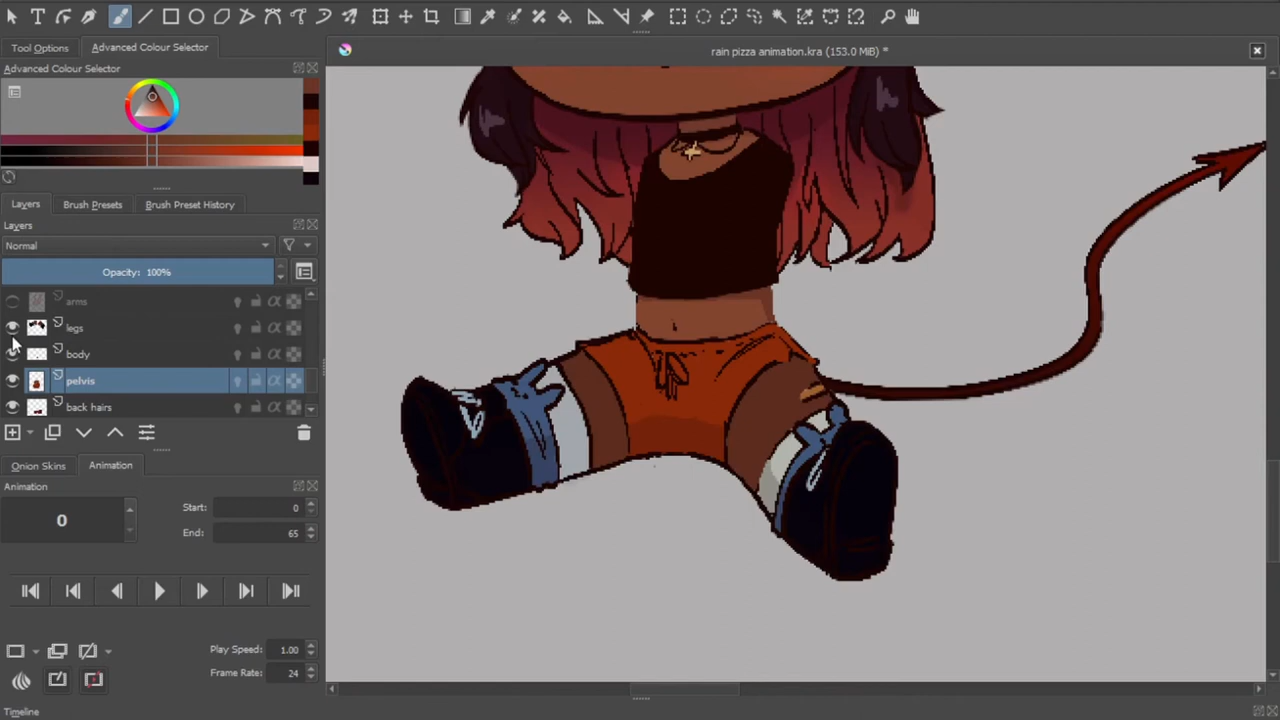 Tool Options
Advanced Colour Selector
rain pizza animation.kra (153.0 MiB) *
Advanced Colour Selector
Layers
Brush Presets
Brush Preset History
Layers
Normal
Opacity: 100%
arms
legs
body
pelvis
back hairs
Onion Skins
Animation
Animation
0
Start: 0
End: 65
Play Speed: 1.00
Frame Rate: 24
Timeline